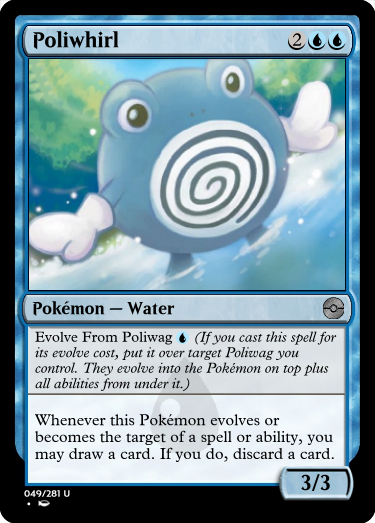 Poliwhirl 2
Pokémon — Water
Evolve From Poliwag (If you cast this spell for
its evolve cost, put it over target Poliwag you
control. They evolve into the Pokémon on top plus
all abilities from under it.)
Whenever this Pokémon evolves or
becomes the target of a spell or ability, you
may draw a card. If you do, discard a card.
3/3
049/281 U